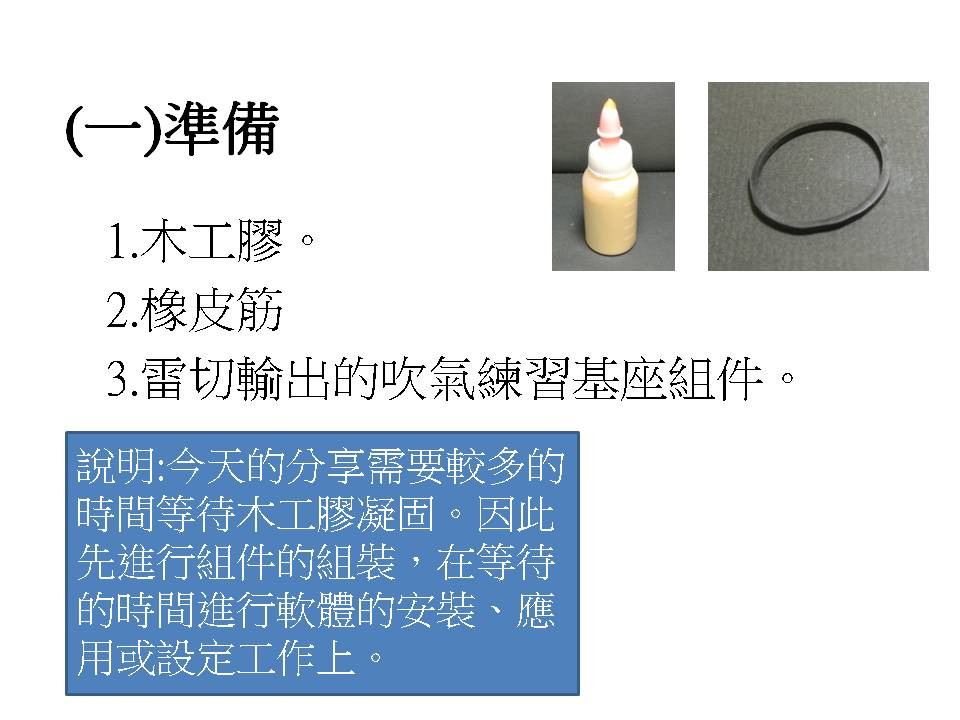 (一)準備
1.木工膠。
2.橡皮筋
3.雷切輸出的吹氣練習基座組件。
說明:今天的分享需要較多的
時間等待木工膠凝固。因此
先進行組件的組裝，在等待
的時間進行軟體的安裝、應
用或設定工作上。